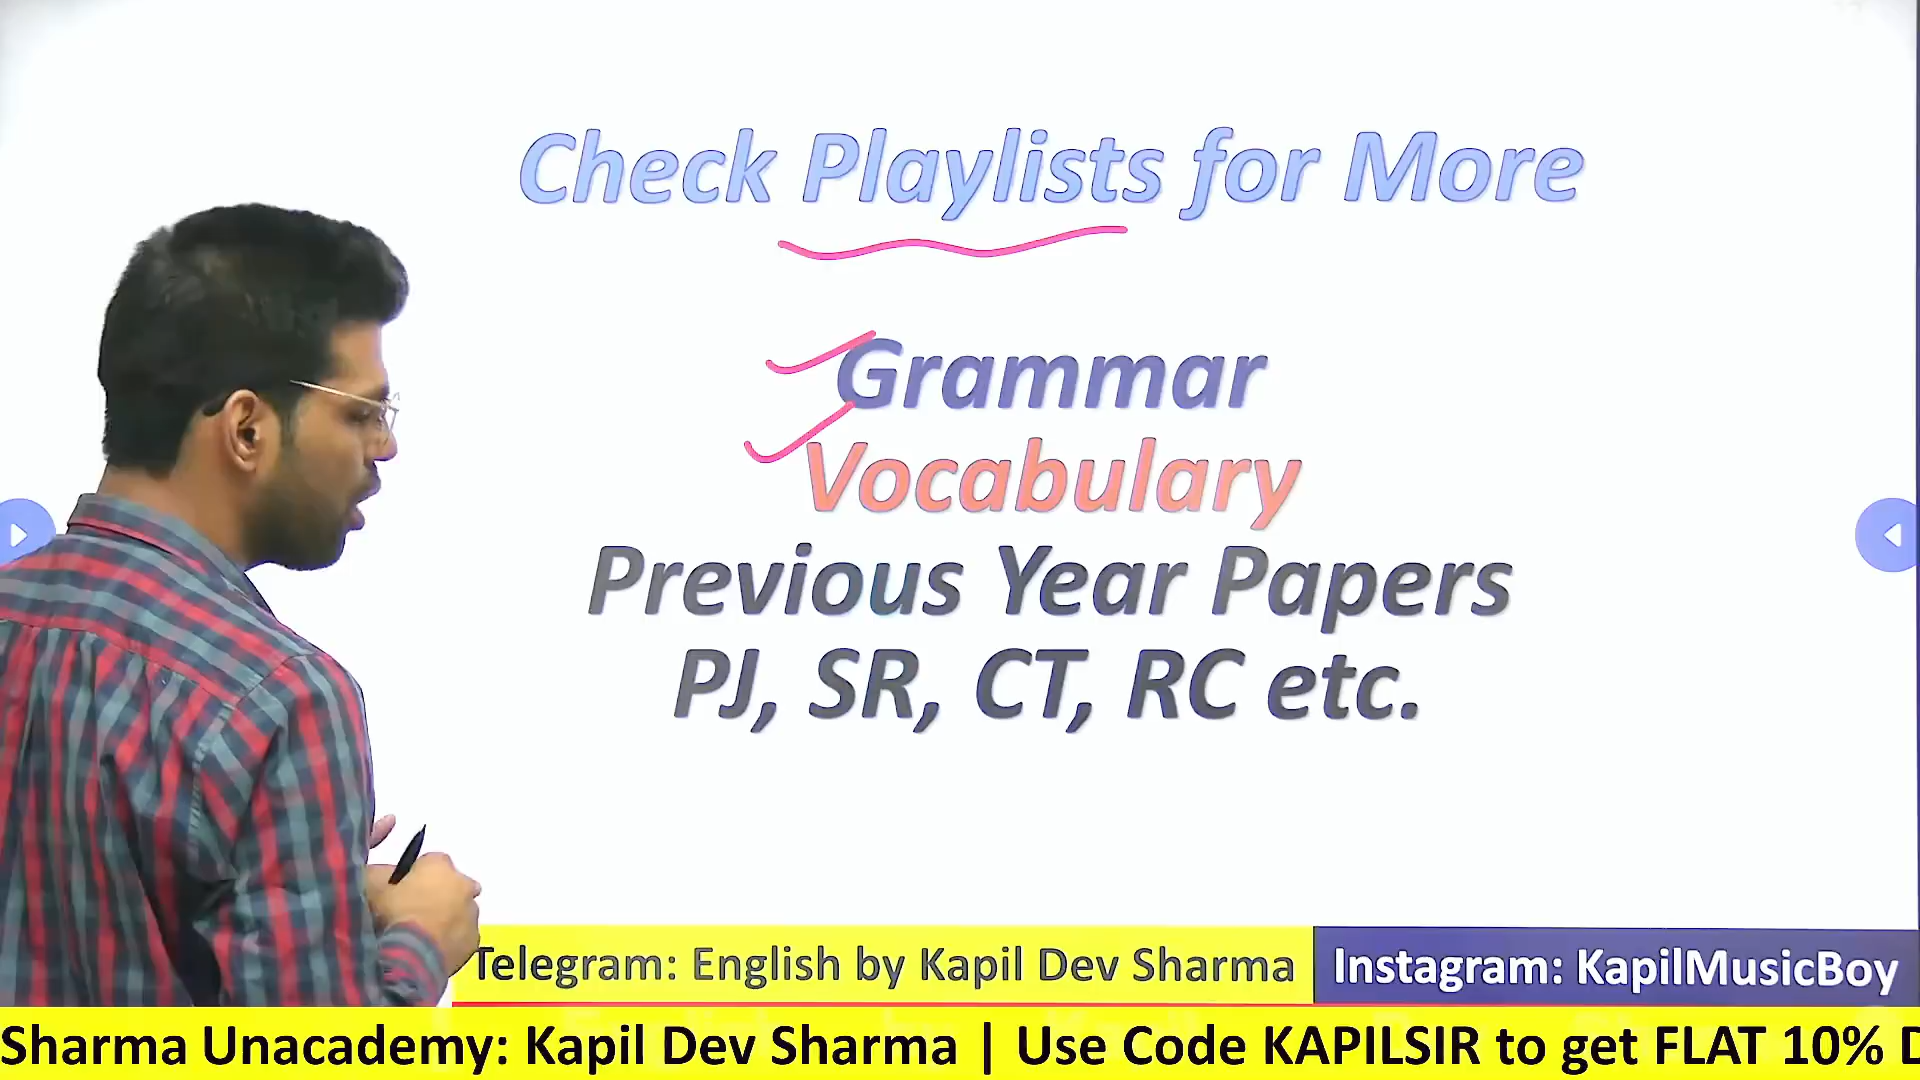 Check Playlists for More
Grammar
Vocabulary
Previous Year Papers
PJ, SR, CT, RC etc.
Telegram: English by Kapil Dev Sharma
Instagram: KapilMusicBoy
Sharma Unacademy: Kapil Dev Sharma | Use Code KAPILSIR to get FLAT 10% D